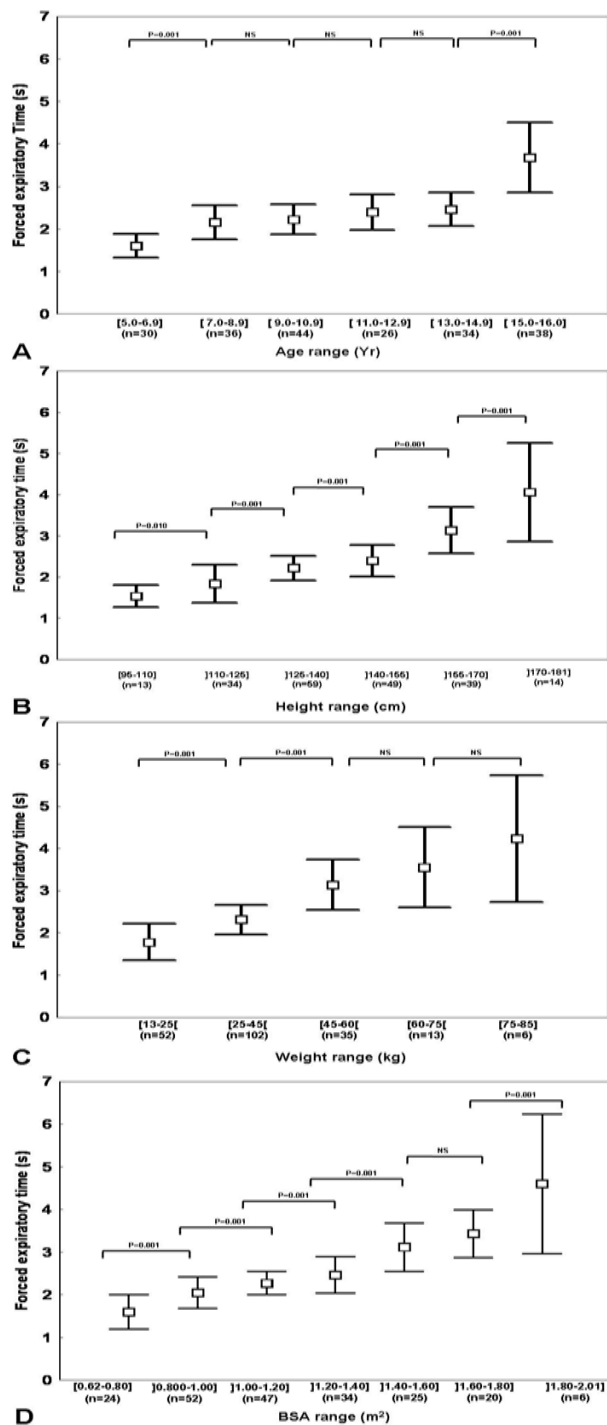 7
P=0.001 NS NS NS P=0.001
6
5
4
3
2
1
0
Forced expiratory Time (s)
[5.0-6.9] [7.0-8.9] [9.0-10.9] [11.0-12.9] [13.0-14.9] [15.0-16.0]
(n=30) (n=36) (n=44) (n=26) (n=34) (n=38)
A Age range (Yr)
7
6
P=0.001
5
P=0.001
4
P=0.001
P=0.001
3
P=0.010
2
1
0
Forced expiratory time (s)
[95-110] ]110-125] ]125-140] ]140-155] ]155-170] ]170-181]
(n=13) (n=34) (n=59) (n=49) (n=39) (n=14)
B Height range (cm)
7
P=0.001 P=0.001 NS NS
6
5
4
3
2
1
0
Forced expiratory time (s)
[13-25[ [25-45[ [45-60[ [60-75[ [75-85]
(n=52) (n=102) (n=35) (n=13) (n=6)
C Weight range (kg)
7
P=0.001
6
NS
5
P=0.001
4
P=0.001
P=0.001
3
P=0.001
2
1
0
Forced expiratory time (s)
[0.62-0.80] ]0.800-1.00] ]1.00-1.20] ]1.20-1.40] ]1.40-1.60] ]1.60-1.80] ]1.80-2.01]
(n=24) (n=52) (n=47) (n=34) (n=25) (n=20) (n=6)
D BSA range (m²)